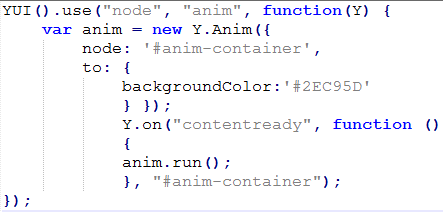 YUI().use("node", "anim", function(Y) {
    var anim = new Y.Anim({
        node: '#anim-container',
        to: {
            backgroundColor:'#2EC95D'
            } });
            Y.on("contentready", function ()
            {
            anim.run();
            }, "#anim-container");
});